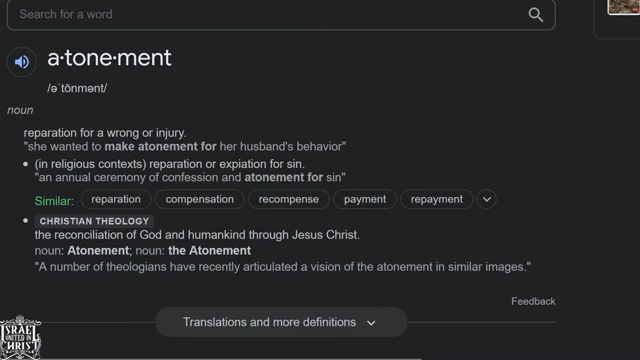 Search for a word
a·tone·ment
/əˈtōnmənt/
noun
reparation for a wrong or injury.
"she wanted to make atonement for her husband's behavior"
(in religious contexts) reparation or expiation for sin.
"an annual ceremony of confession and atonement for sin"
Similar: reparation compensation recompense payment repayment
CHRISTIAN THEOLOGY
the reconciliation of God and humankind through Jesus Christ.
noun: Atonement; noun: the Atonement
"A number of theologians have recently articulated a vision of the atonement in similar images."
Feedback
Translations and more definitions
ISRAEL
UNITED IN
CHRIST